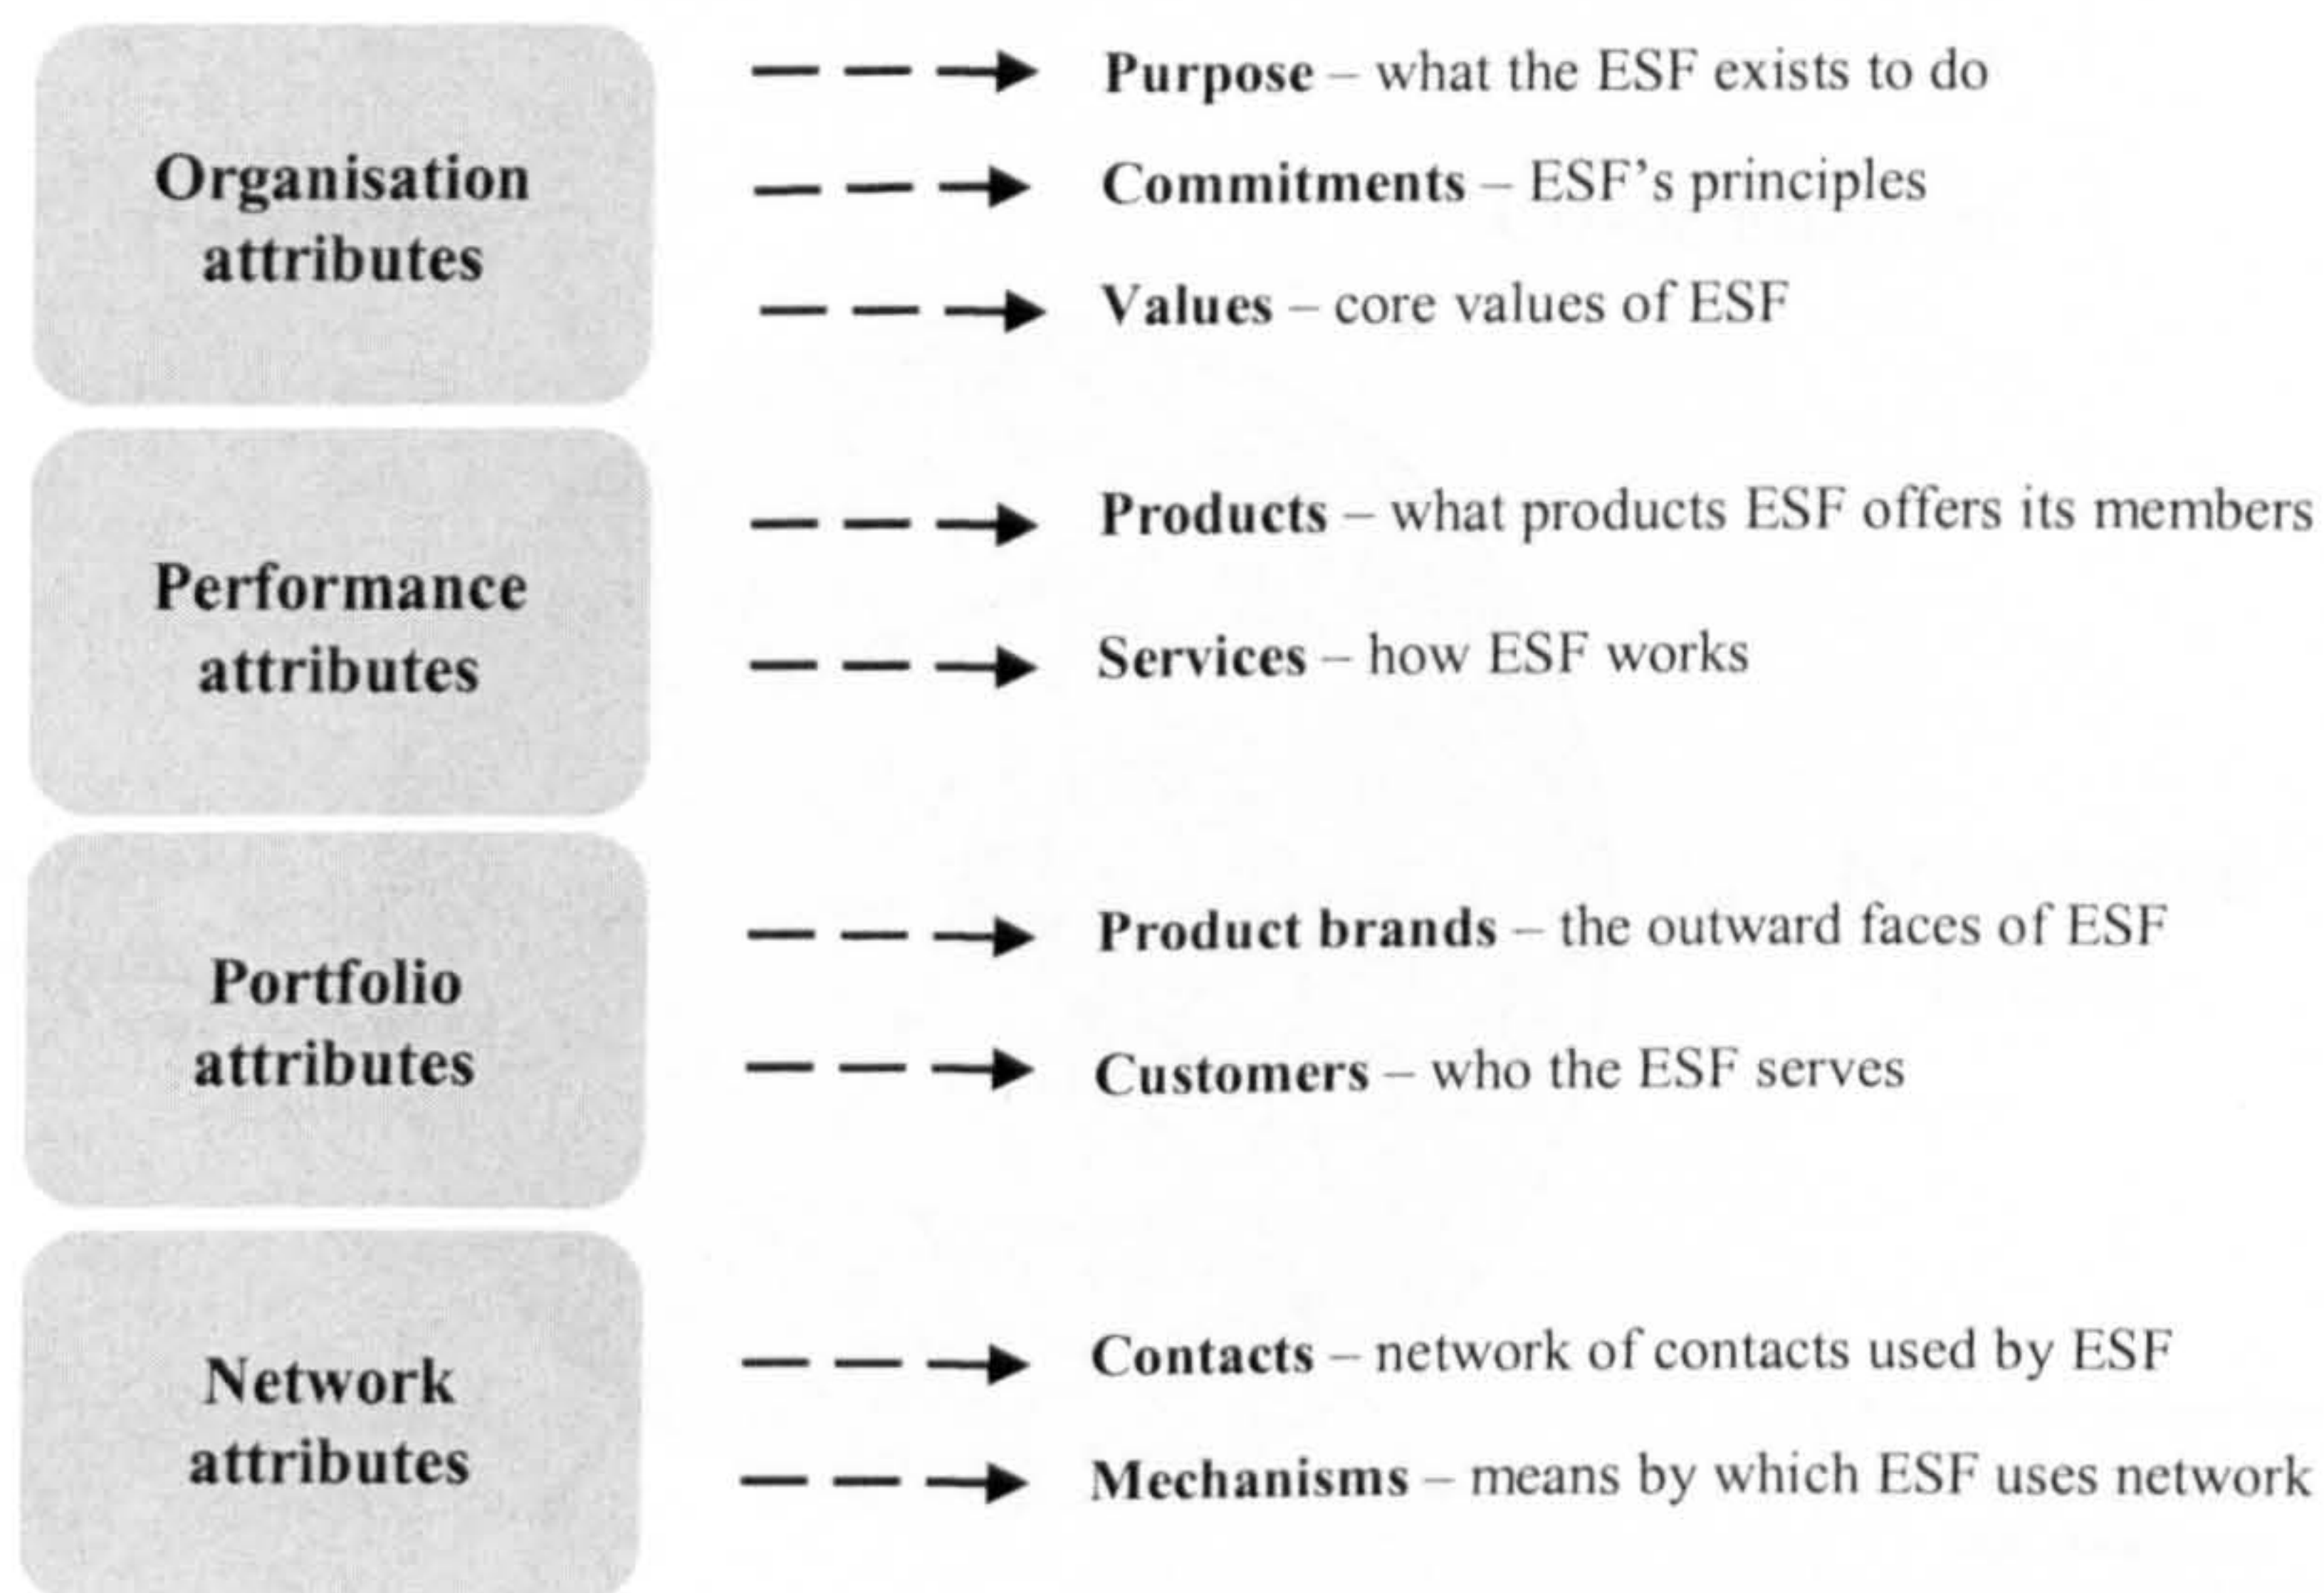 Organisation
attributes
Purpose – what the ESF exists to do
Commitments – ESF's principles
Values – core values of ESF
Performance
attributes
Products – what products ESF offers its members
Services – how ESF works
Portfolio
attributes
Product brands – the outward faces of ESF
Customers – who the ESF serves
Network
attributes
Contacts – network of contacts used by ESF
Mechanisms – means by which ESF uses network